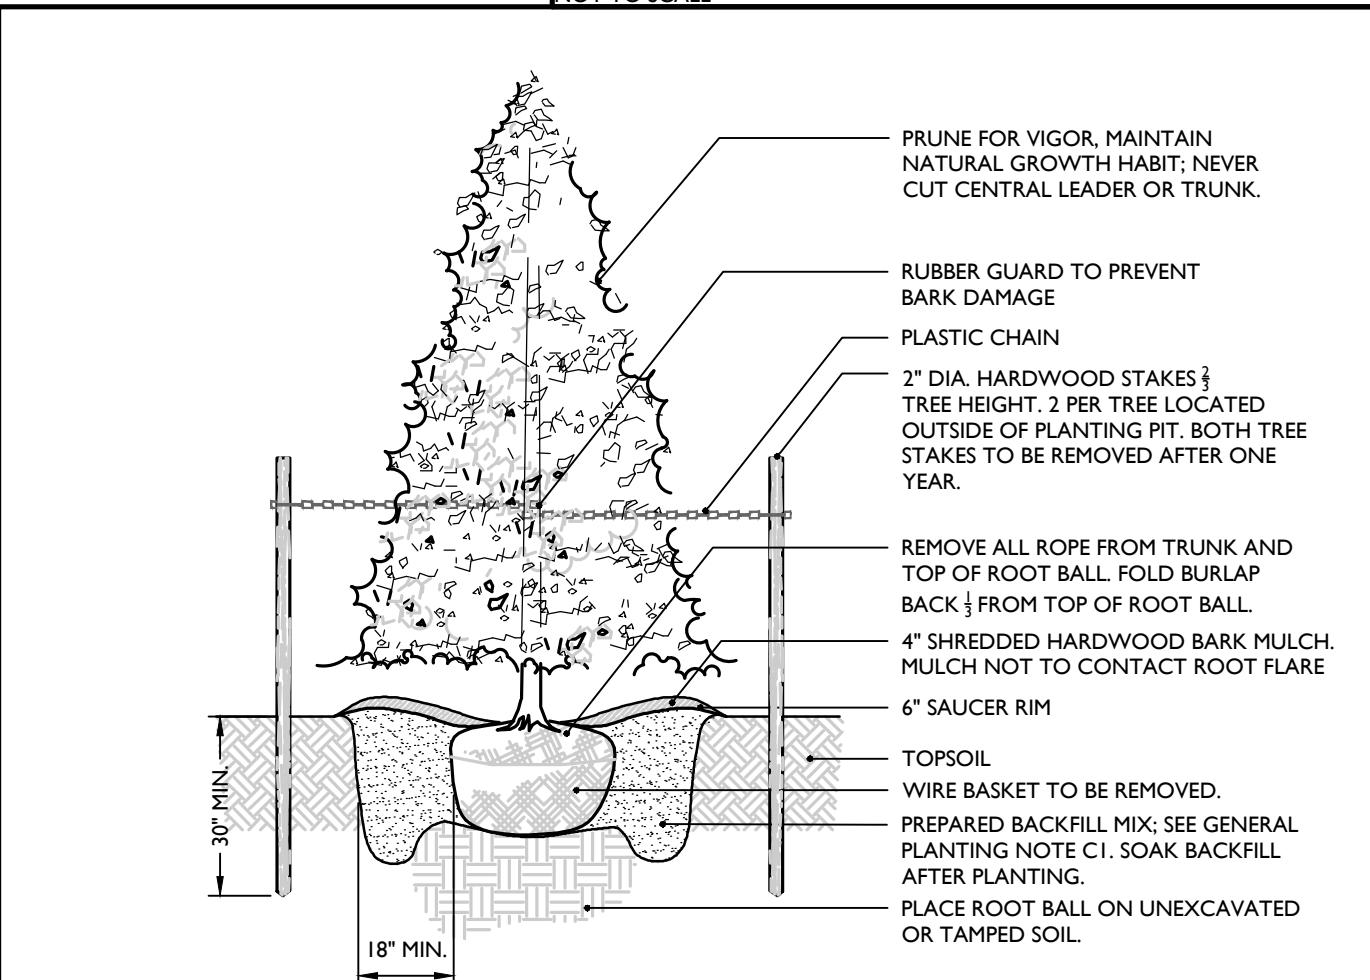 NOT TO SCALE
PRUNE FOR VIGOR, MAINTAIN
NATURAL GROWTH HABIT; NEVER
CUT CENTRAL LEADER OR TRUNK.
RUBBER GUARD TO PREVENT
BARK DAMAGE
PLASTIC CHAIN
2" DIA. HARDWOOD STAKES 2/3
TREE HEIGHT. 2 PER TREE LOCATED
OUTSIDE OF PLANTING PIT. BOTH TREE
STAKES TO BE REMOVED AFTER ONE
YEAR.
REMOVE ALL ROPE FROM TRUNK AND
TOP OF ROOT BALL. FOLD BURLAP
BACK 1/3 FROM TOP OF ROOT BALL.
4" SHREDDED HARDWOOD BARK MULCH.
MULCH NOT TO CONTACT ROOT FLARE
6" SAUCER RIM
TOPSOIL
WIRE BASKET TO BE REMOVED.
PREPARED BACKFILL MIX; SEE GENERAL
PLANTING NOTE C1. SOAK BACKFILL
AFTER PLANTING.
PLACE ROOT BALL ON UNEXCAVATED
OR TAMPED SOIL.
30" MIN.
18" MIN.